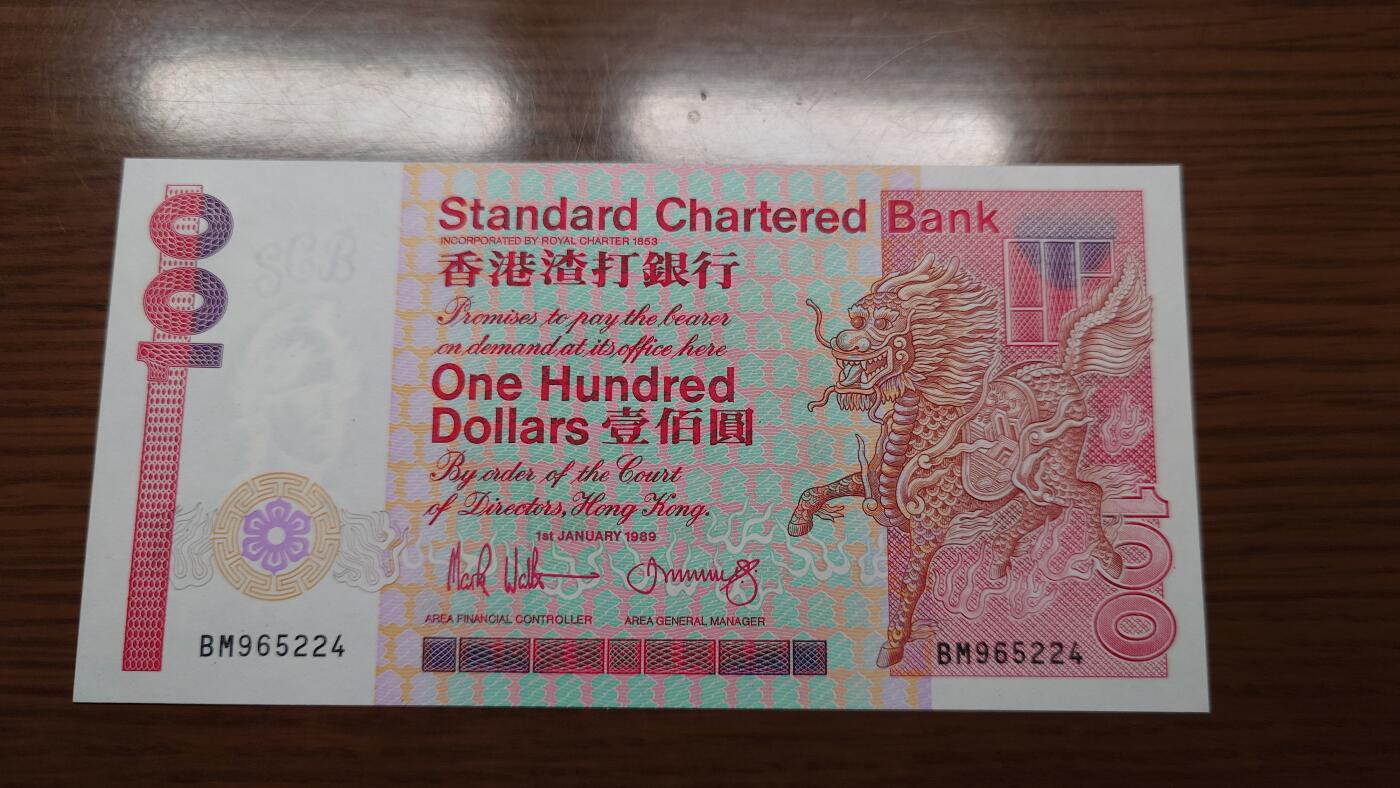 100
SCB
Standard Chartered Bank
INCORPORATED BY ROYAL CHARTER 1853
香港渣打銀行
Promises to pay the bearer
on demand at its office here
One Hundred
Dollars 壹佰圓
By order of the Court
of Directors, Hong Kong.
1st JANUARY 1989
AREA FINANCIAL CONTROLLER AREA GENERAL MANAGER
BM965224
BM965224
100